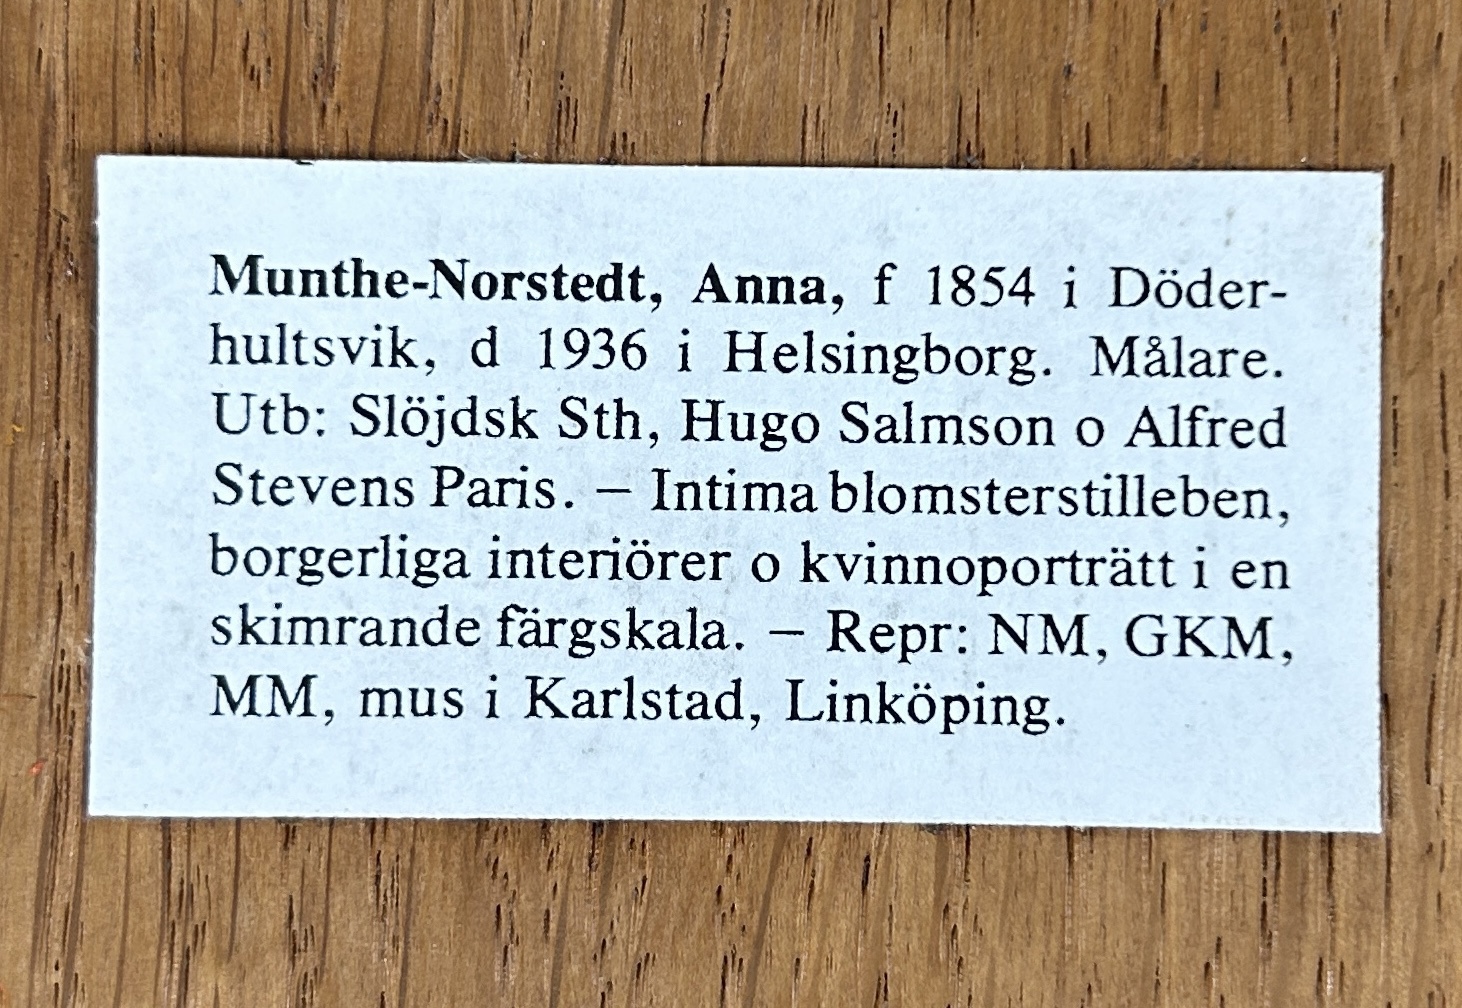 Munthe-Norstedt, Anna, f 1854 i Döder-
hultsvik, d 1936 i Helsingborg. Målare.
Utb: Slöjdsk Sth, Hugo Salmson o Alfred
Stevens Paris. – Intima blomsterstilleben,
borgerliga interiörer o kvinnoporträtt i en
skimrande färgskala. – Repr: NM, GKM,
MM, mus i Karlstad, Linköping.